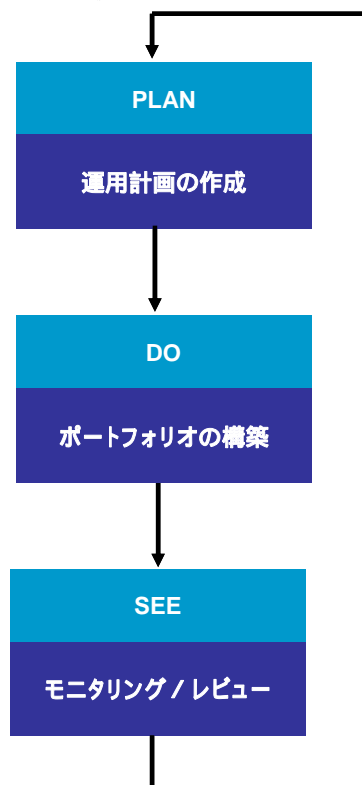 PLAN
運用計画の作成
DO
ポートフォリオの構築
SEE
モニタリング / レビュー